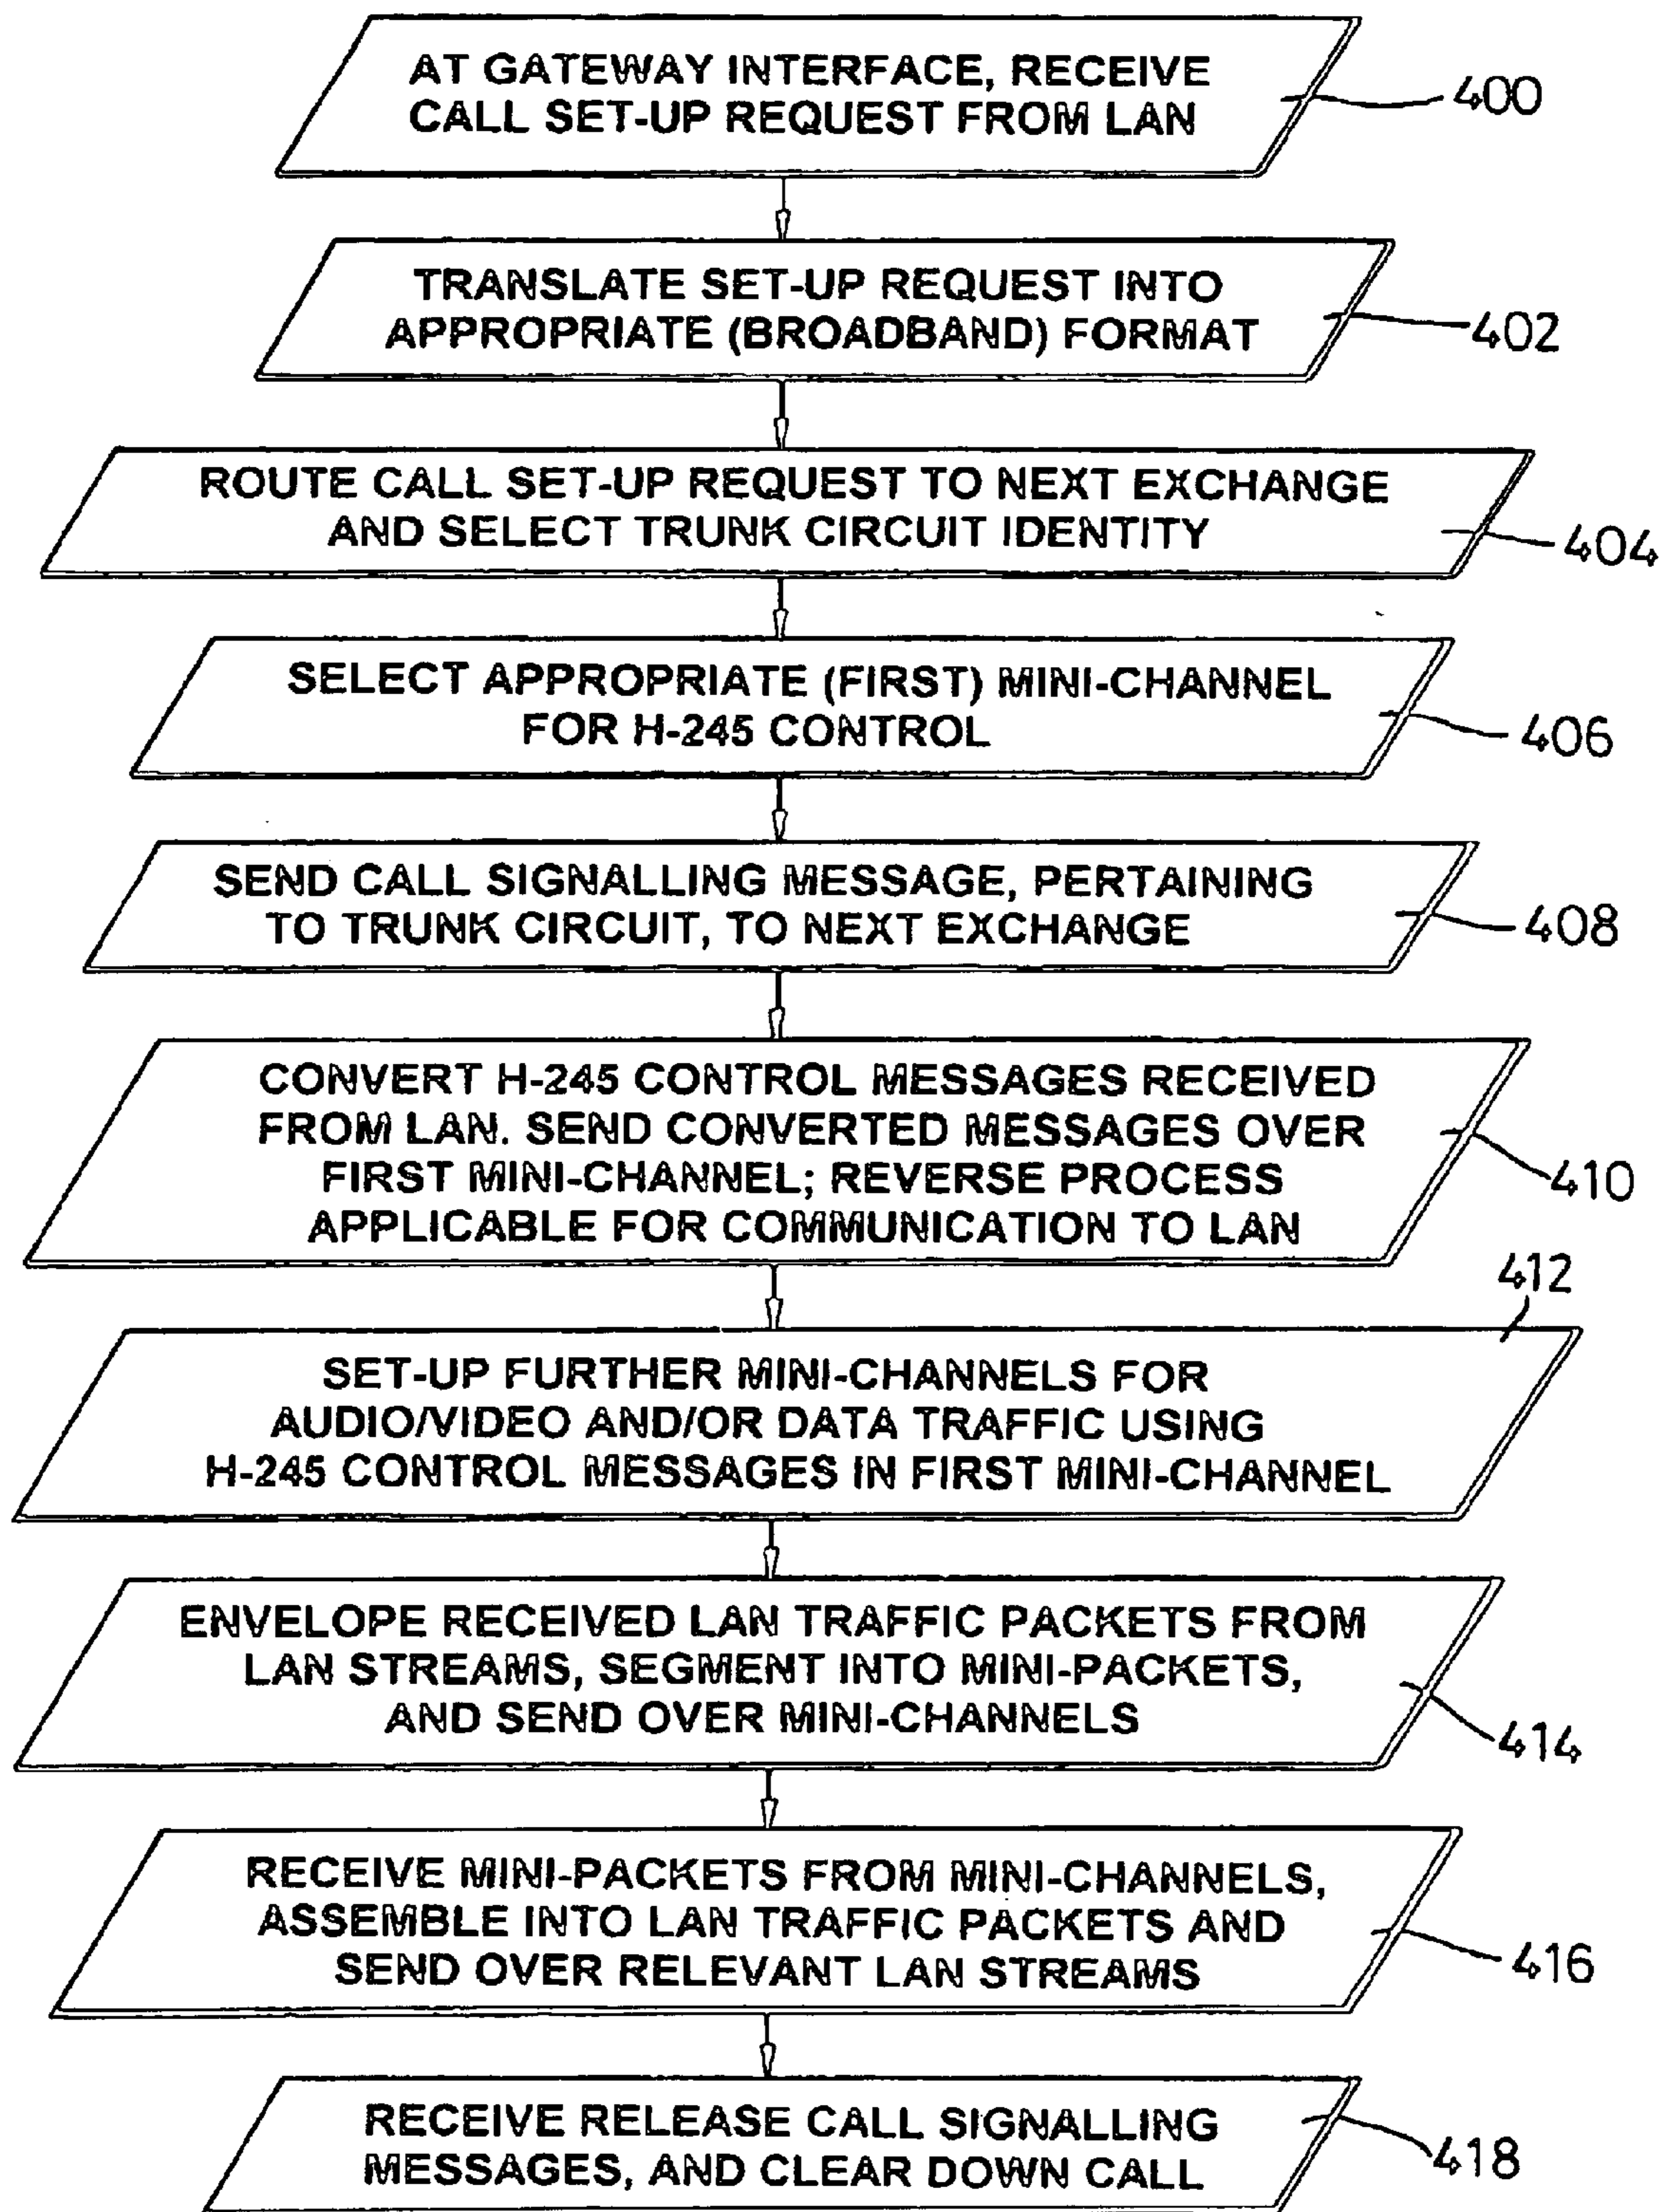 AT GATEWAY INTERFACE, RECEIVE
CALL SET-UP REQUEST FROM LAN
400
TRANSLATE SET-UP REQUEST INTO
APPROPRIATE (BROADBAND) FORMAT
402
ROUTE CALL SET-UP REQUEST TO NEXT EXCHANGE
AND SELECT TRUNK CIRCUIT IDENTITY
404
SELECT APPROPRIATE (FIRST) MINI-CHANNEL
FOR H-245 CONTROL
406
SEND CALL SIGNALLING MESSAGE, PERTAINING
TO TRUNK CIRCUIT, TO NEXT EXCHANGE
408
CONVERT H-245 CONTROL MESSAGES RECEIVED
FROM LAN. SEND CONVERTED MESSAGES OVER
FIRST MINI-CHANNEL; REVERSE PROCESS
APPLICABLE FOR COMMUNICATION TO LAN
410
412
SET-UP FURTHER MINI-CHANNELS FOR
AUDIO/VIDEO AND/OR DATA TRAFFIC USING
H-245 CONTROL MESSAGES IN FIRST MINI-CHANNEL
ENVELOPE RECEIVED LAN TRAFFIC PACKETS FROM
LAN STREAMS, SEGMENT INTO MINI-PACKETS,
AND SEND OVER MINI-CHANNELS
414
RECEIVE MINI-PACKETS FROM MINI-CHANNELS,
ASSEMBLE INTO LAN TRAFFIC PACKETS AND
SEND OVER RELEVANT LAN STREAMS
416
RECEIVE RELEASE CALL SIGNALLING
MESSAGES, AND CLEAR DOWN CALL
418